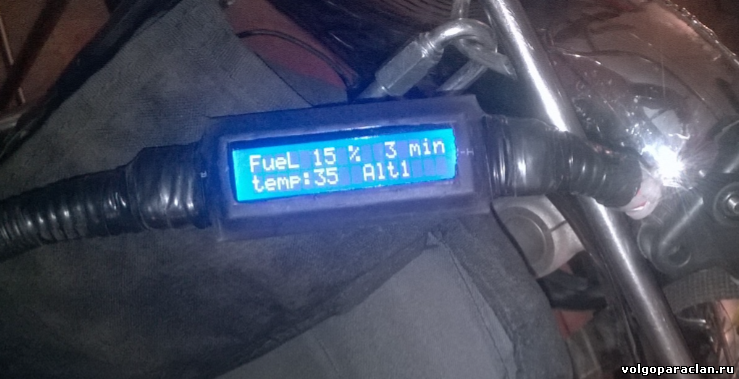 FueL 15 % 3 min
temp:35 Alt1
volgoparaclan.ru